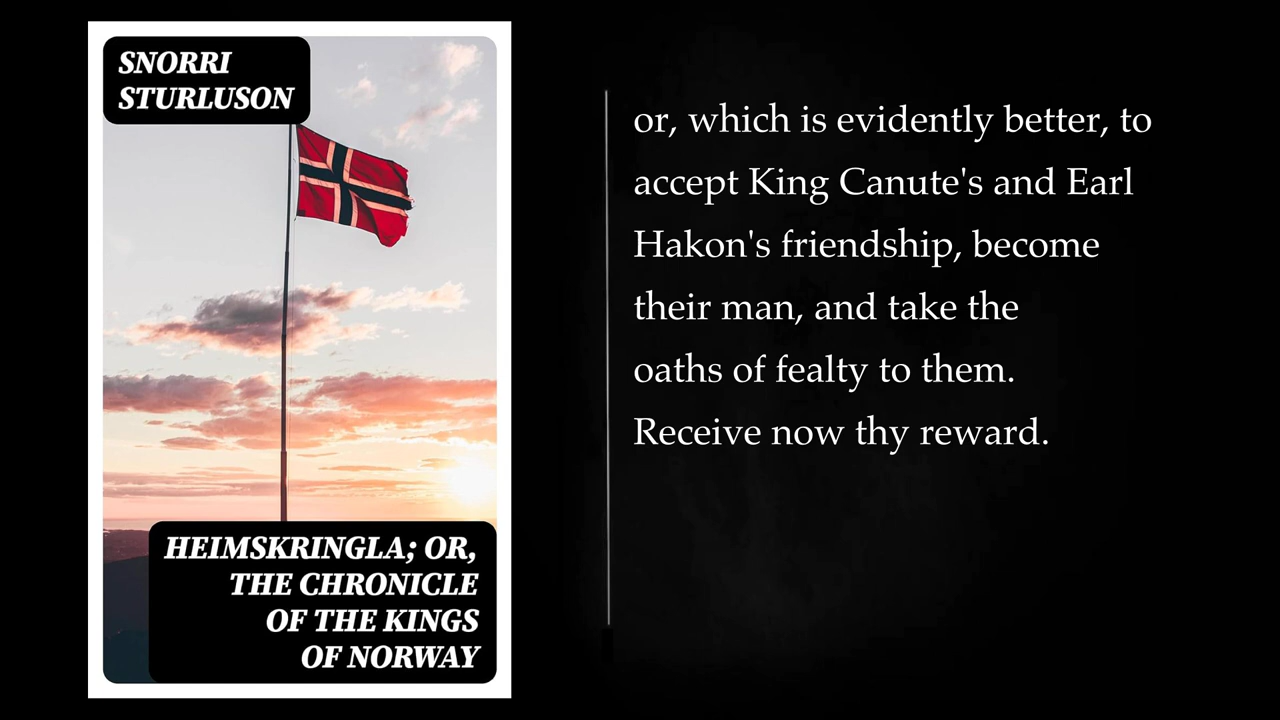 SNORRI
STURLUSON
HEIMSKRINGLA; OR,
THE CHRONICLE
OF THE KINGS
OF NORWAY
or, which is evidently better, to
accept King Canute's and Earl
Hakon's friendship, become
their man, and take the
oaths of fealty to them.
Receive now thy reward.